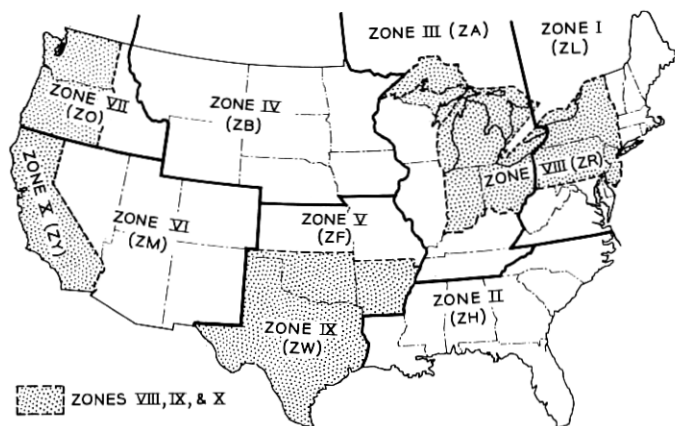 ZONE III (ZA)
ZONE I
(ZL)
ZONE VII
(ZO)
ZONE IV
(ZB)
ZONE VIII (ZR)
ZONE X
(ZY)
ZONE VI
(ZM)
ZONE V
(ZF)
ZONE IX
(ZW)
ZONE II
(ZH)
ZONES VIII, IX, & X